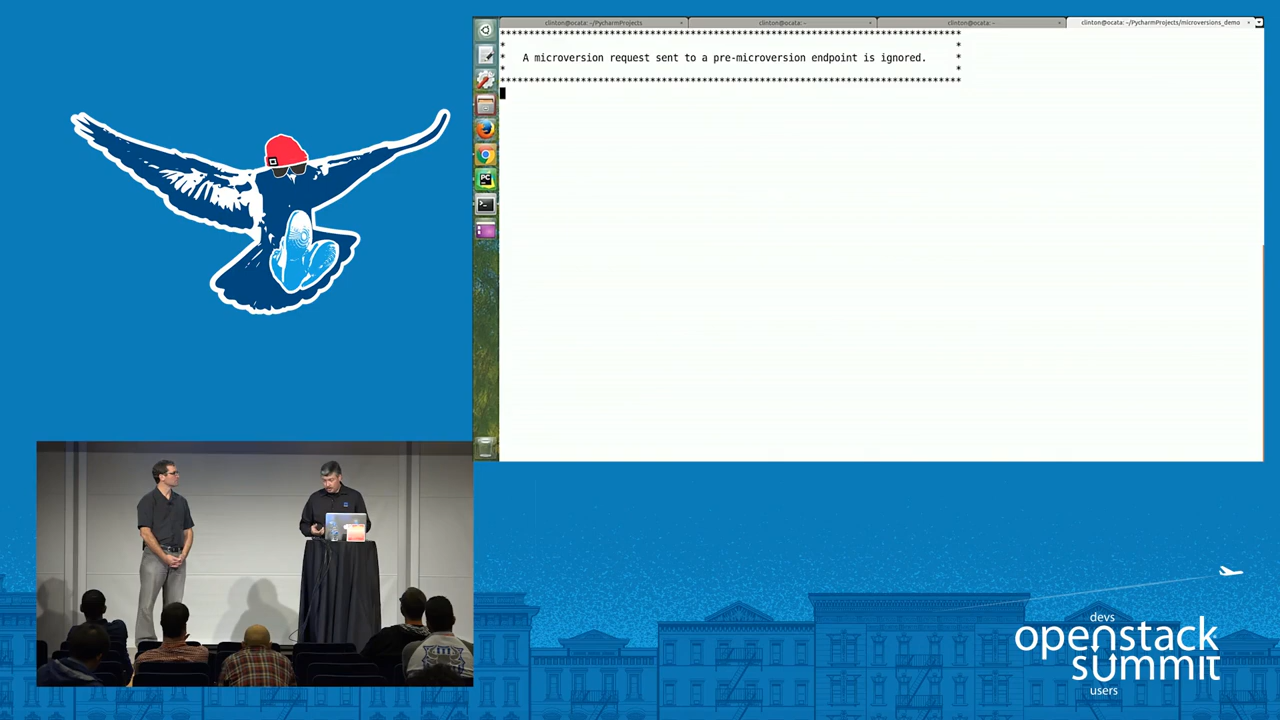 clinton@ocata: ~/PycharmProjects
clinton@ocata: ~
clinton@ocata: ~
clinton@ocata: ~/PycharmProjects/microversions_demo
A microversion request sent to a pre-microversion endpoint is ignored.
devs
openstack
summit
users